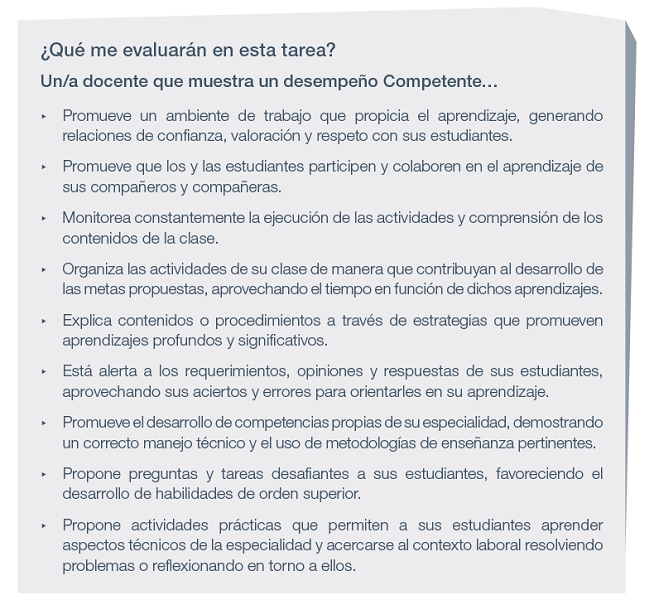 ¿Qué me evaluarán en esta tarea?
Un/a docente que muestra un desempeño Competente...
‣ Promueve un ambiente de trabajo que propicia el aprendizaje, generando
relaciones de confianza, valoración y respeto con sus estudiantes.
‣ Promueve que los y las estudiantes participen y colaboren en el aprendizaje de
sus compañeros y compañeras.
‣ Monitorea constantemente la ejecución de las actividades y comprensión de los
contenidos de la clase.
‣ Organiza las actividades de su clase de manera que contribuyan al desarrollo de
las metas propuestas, aprovechando el tiempo en función de dichos aprendizajes.
‣ Explica contenidos o procedimientos a través de estrategias que promueven
aprendizajes profundos y significativos.
‣ Está alerta a los requerimientos, opiniones y respuestas de sus estudiantes,
aprovechando sus aciertos y errores para orientarles en su aprendizaje.
‣ Promueve el desarrollo de competencias propias de su especialidad, demostrando
un correcto manejo técnico y el uso de metodologías de enseñanza pertinentes.
‣ Propone preguntas y tareas desafiantes a sus estudiantes, favoreciendo el
desarrollo de habilidades de orden superior.
‣ Propone actividades prácticas que permiten a sus estudiantes aprender
aspectos técnicos de la especialidad y acercarse al contexto laboral resolviendo
problemas o reflexionando en torno a ellos.